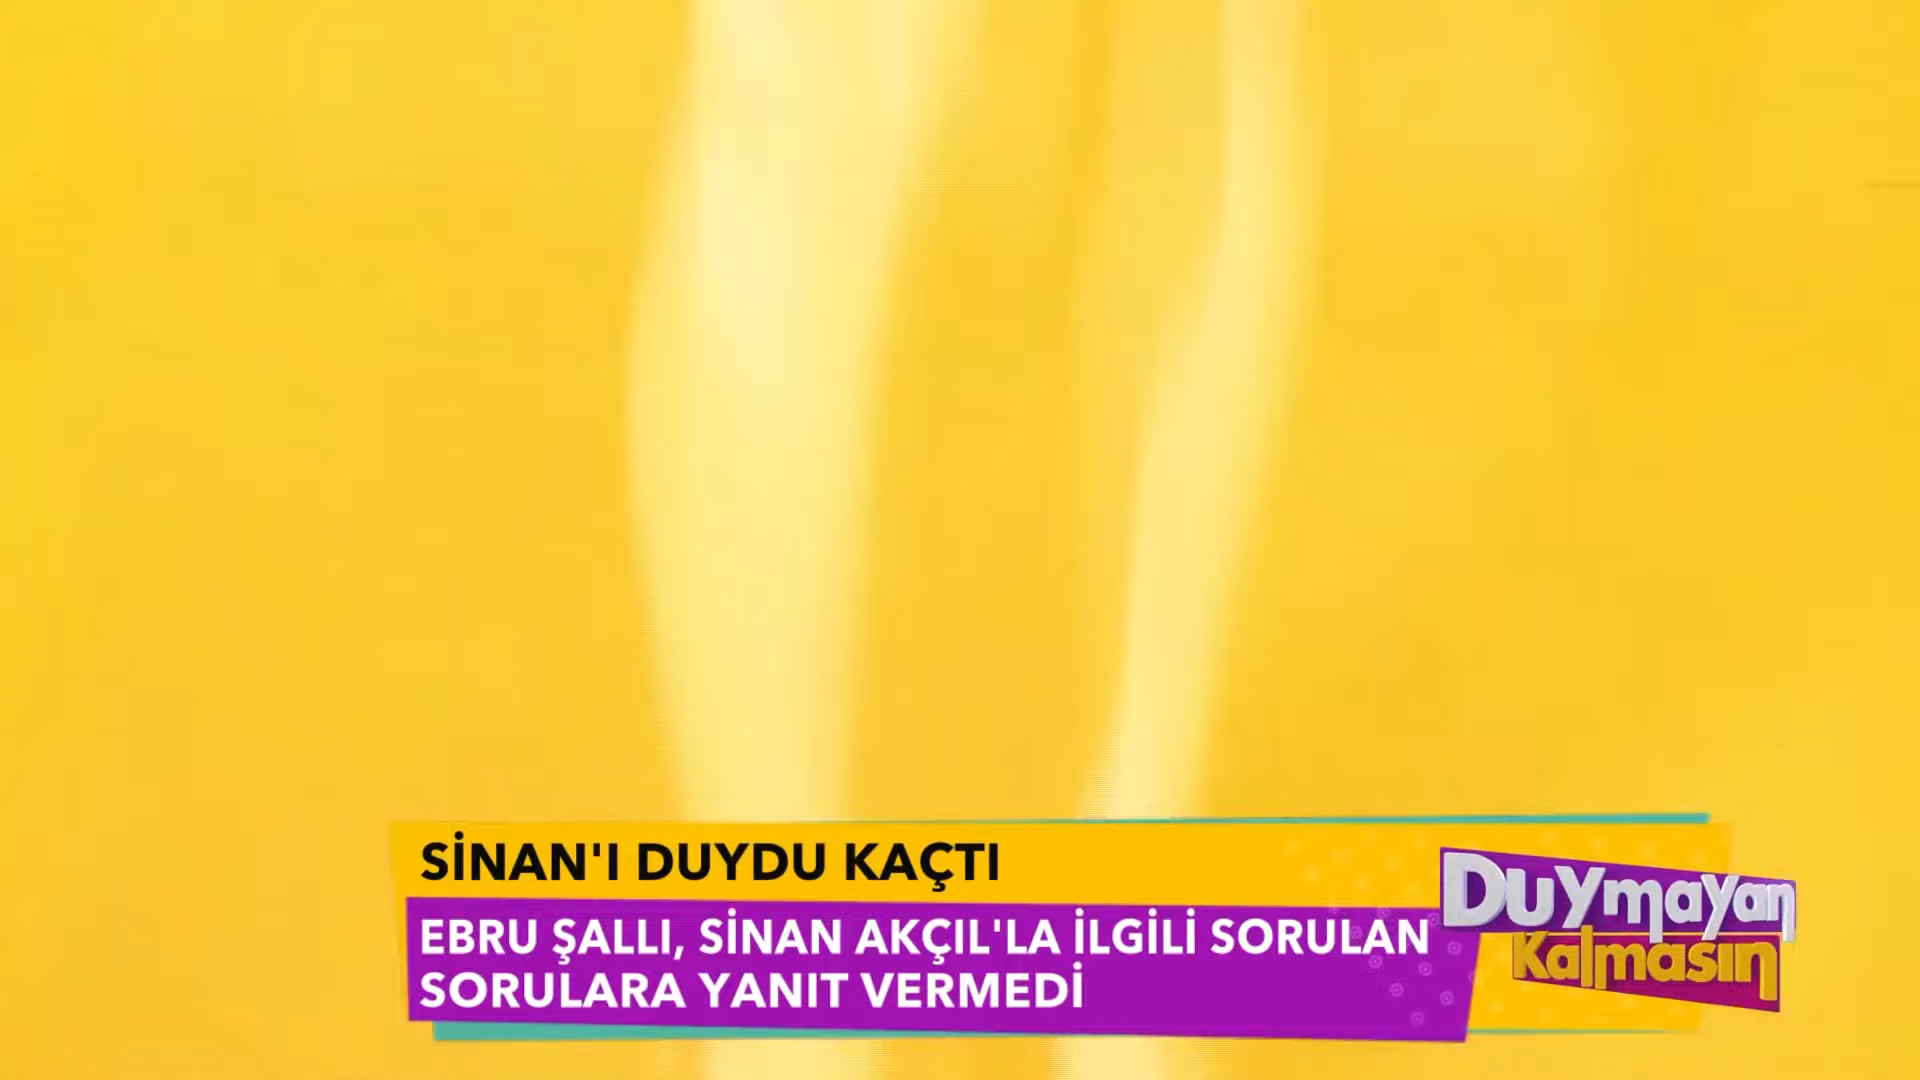 SİNAN'I DUYDU KAÇTI
EBRU ŞALLI, SİNAN AKÇIL'LA İLGİLİ SORULAN
SORULARA YANIT VERMEDİ
Duymayan
Kalmasın